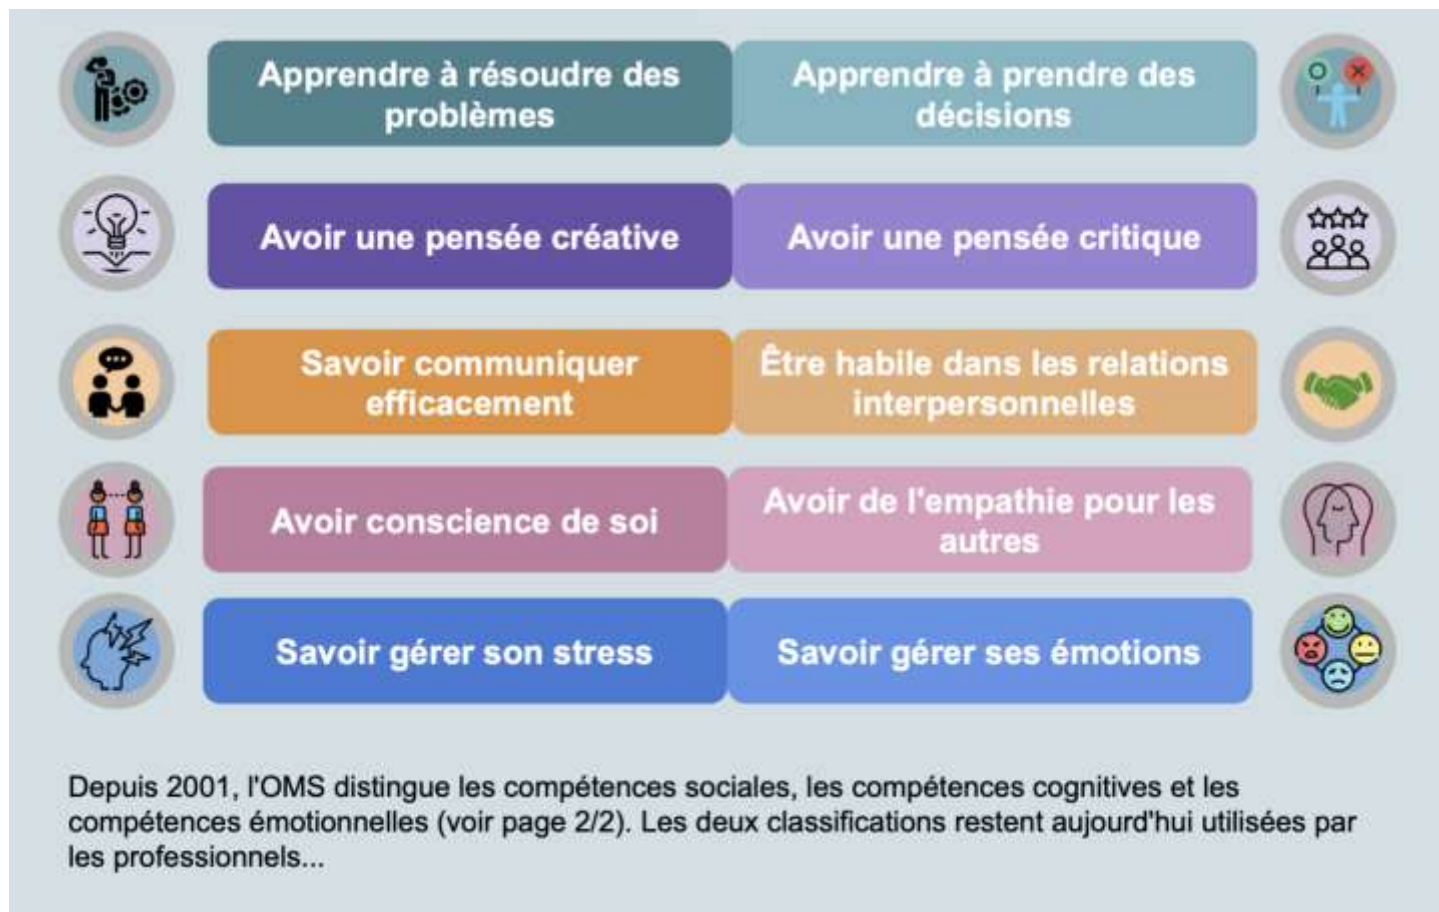 Apprendre à résoudre des
problèmes
Apprendre à prendre des
décisions
Avoir une pensée créative
Avoir une pensée critique
Savoir communiquer
efficacement
Être habile dans les relations
interpersonnelles
Avoir conscience de soi
Avoir de l'empathie pour les
autres
Savoir gérer son stress
Savoir gérer ses émotions
Depuis 2001, l'OMS distingue les compétences sociales, les compétences cognitives et les
compétences émotionnelles (voir page 2/2). Les deux classifications restent aujourd'hui utilisées par
les professionnels...